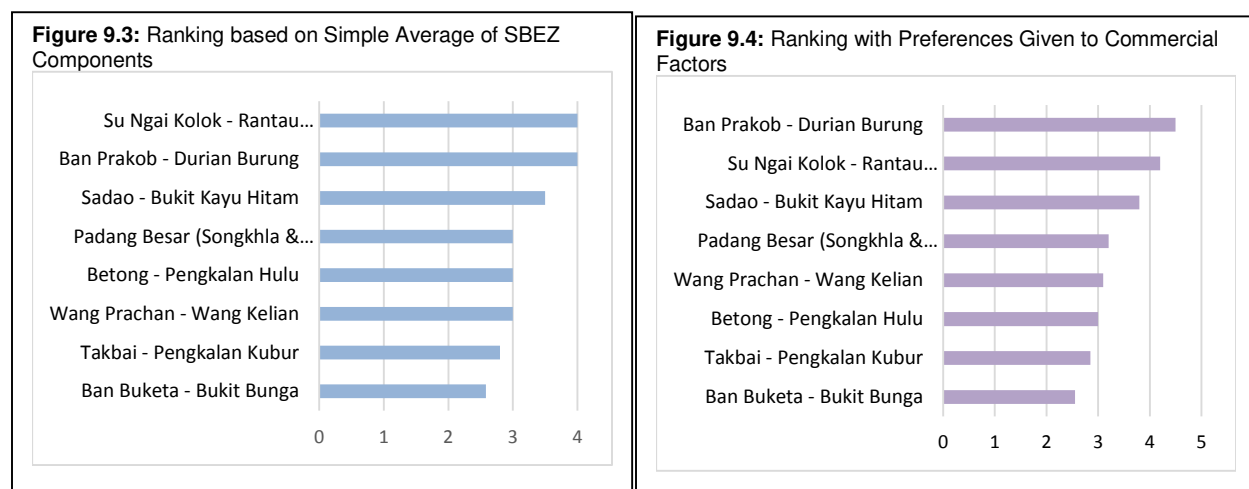 Figure 9.3: Ranking based on Simple Average of SBEZ
Components
Su Ngai Kolok - Rantau...
Ban Prakob - Durian Burung
Sadao - Bukit Kayu Hitam
Padang Besar (Songkhla &...
Betong - Pengkalan Hulu
Wang Prachan - Wang Kelian
Takbai - Pengkalan Kubur
Ban Buketa - Bukit Bunga
0 1 2 3 4
Figure 9.4: Ranking with Preferences Given to Commercial
Factors
Ban Prakob - Durian Burung
Su Ngai Kolok - Rantau...
Sadao - Bukit Kayu Hitam
Padang Besar (Songkhla &...
Wang Prachan - Wang Kelian
Betong - Pengkalan Hulu
Takbai - Pengkalan Kubur
Ban Buketa - Bukit Bunga
0 1 2 3 4 5